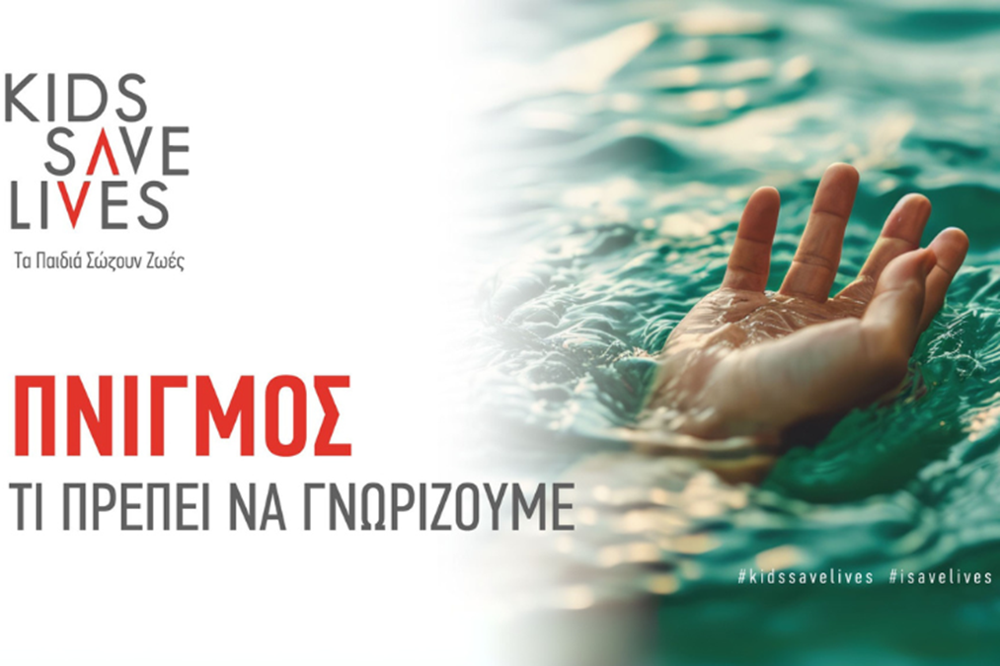 KIDS
SAVE
LIVES
Τα Παιδιά Σώζουν Ζωές
ΠΝΙΓΜΟΣ
ΤΙ ΠΡΕΠΕΙ ΝΑ ΓΝΩΡΙΖΟΥΜΕ
#kidssavelives #isavelives